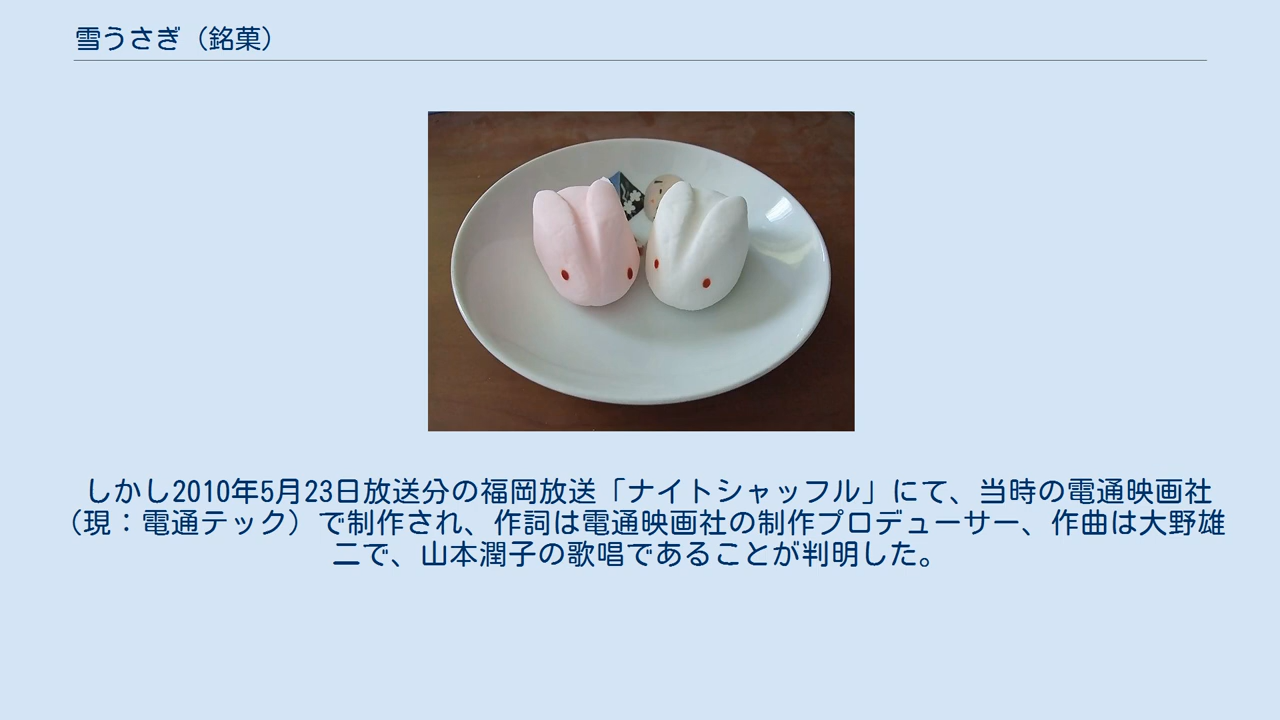 雪うさぎ（銘菓）
しかし2010年5月23日放送分の福岡放送「ナイトシャッフル」にて、当時の電通映画社
（現：電通テック）で制作され、作詞は電通映画社の制作プロデューサー、作曲は大野雄
二で、山本潤子の歌唱であることが判明した。